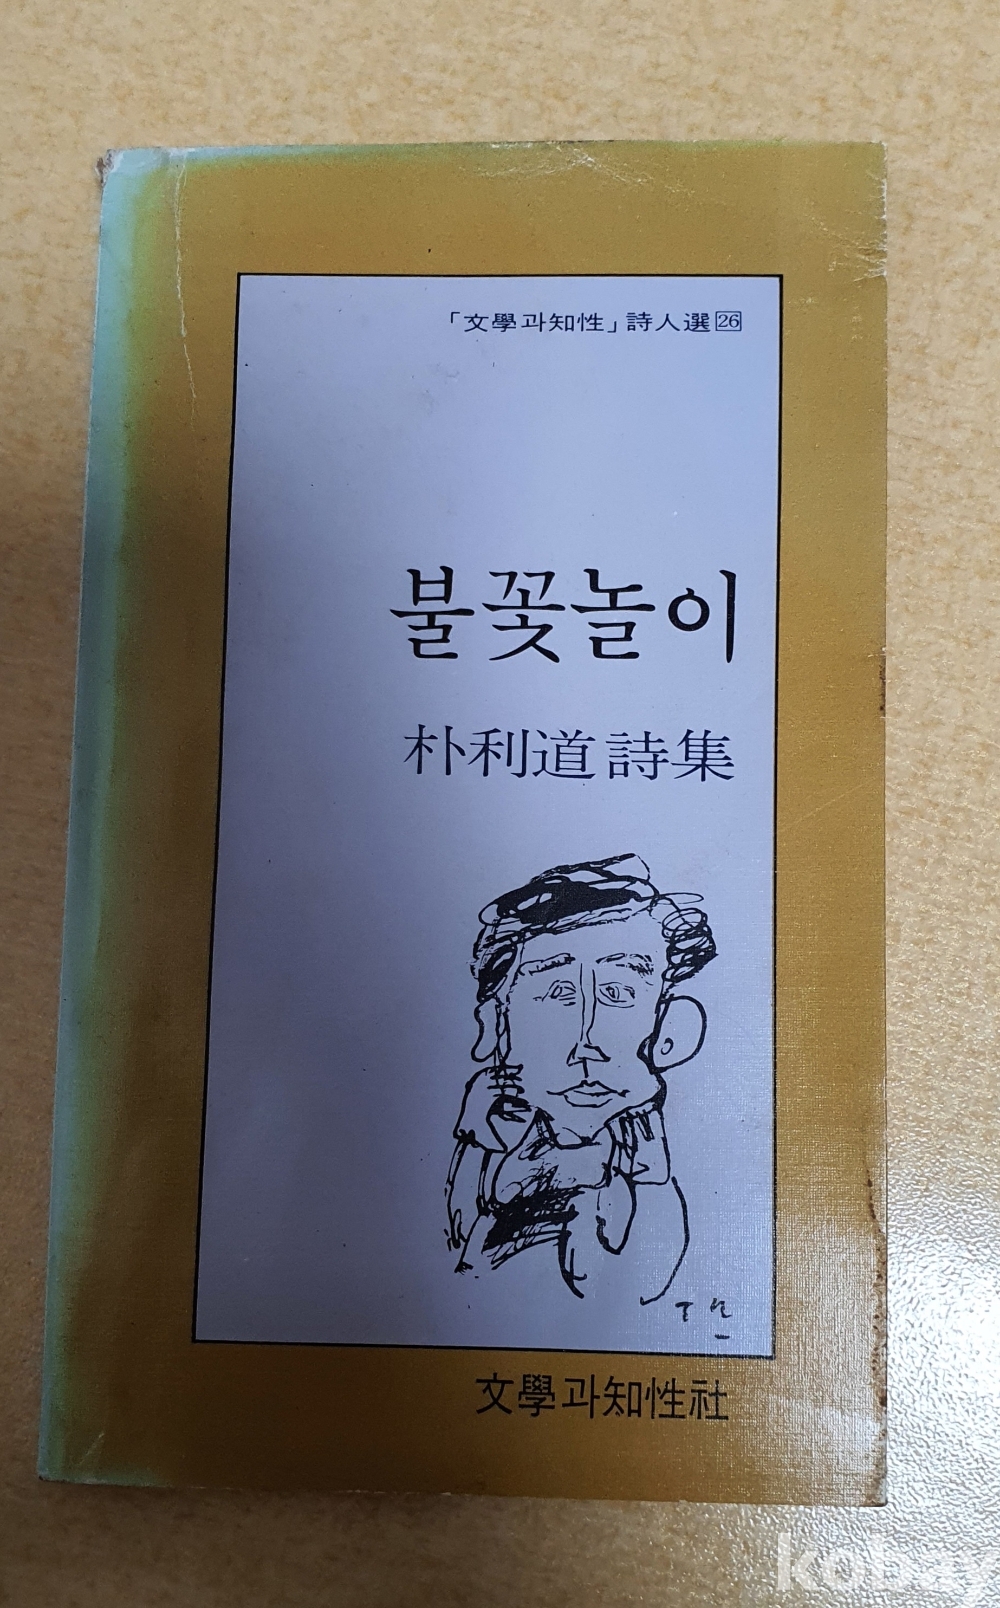 「文學과知性」詩人選 26
불꽃놀이
朴利道 詩集
文學과知性社
kobay